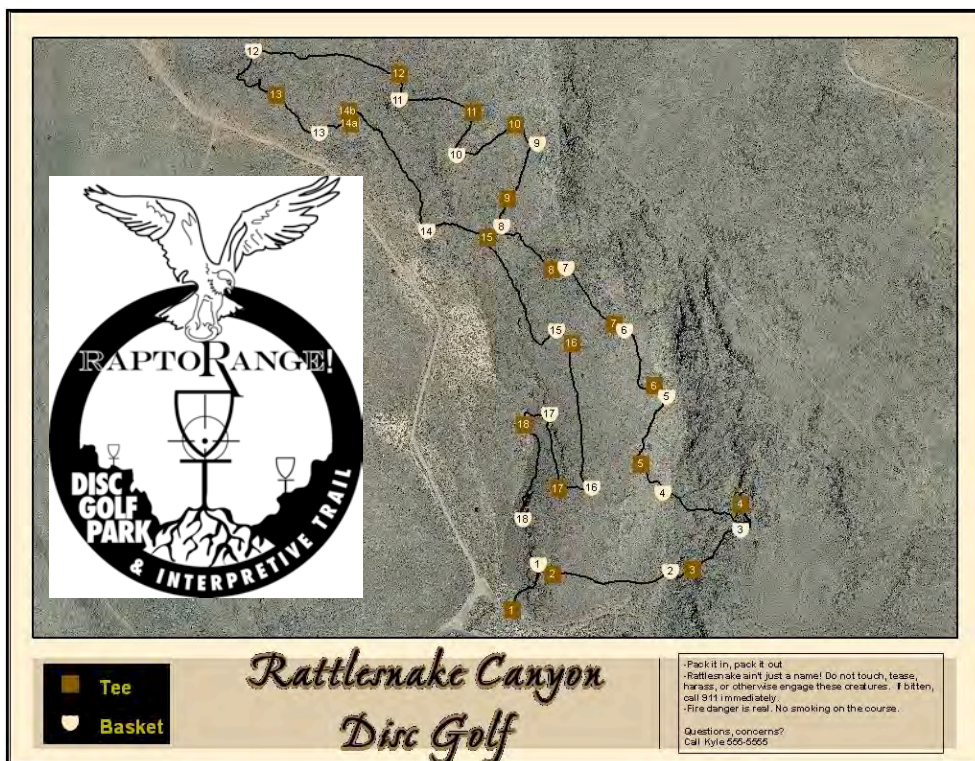 12
12
13
11
14b
14a
11
10
13
9
10
9
8
14
15
8
7
7
6
15
16
6
5
17
18
5
17
16
4
4
18
3
1
2
2
3
1
RAPTORANGE!
DISC
GOLF
PARK
& INTERPRETIVE TRAIL
Tee
Basket
Rattlesnake Canyon
Disc Golf
-Pack it in, pack it out
-Rattlesnake ain't just a name! Do not touch, tease,
harass, or otherwise engage these creatures. If bitten,
call 911 immediately.
-Fire danger is real. No smoking on the course.
Questions, concerns?
Call Kyle 555-5555